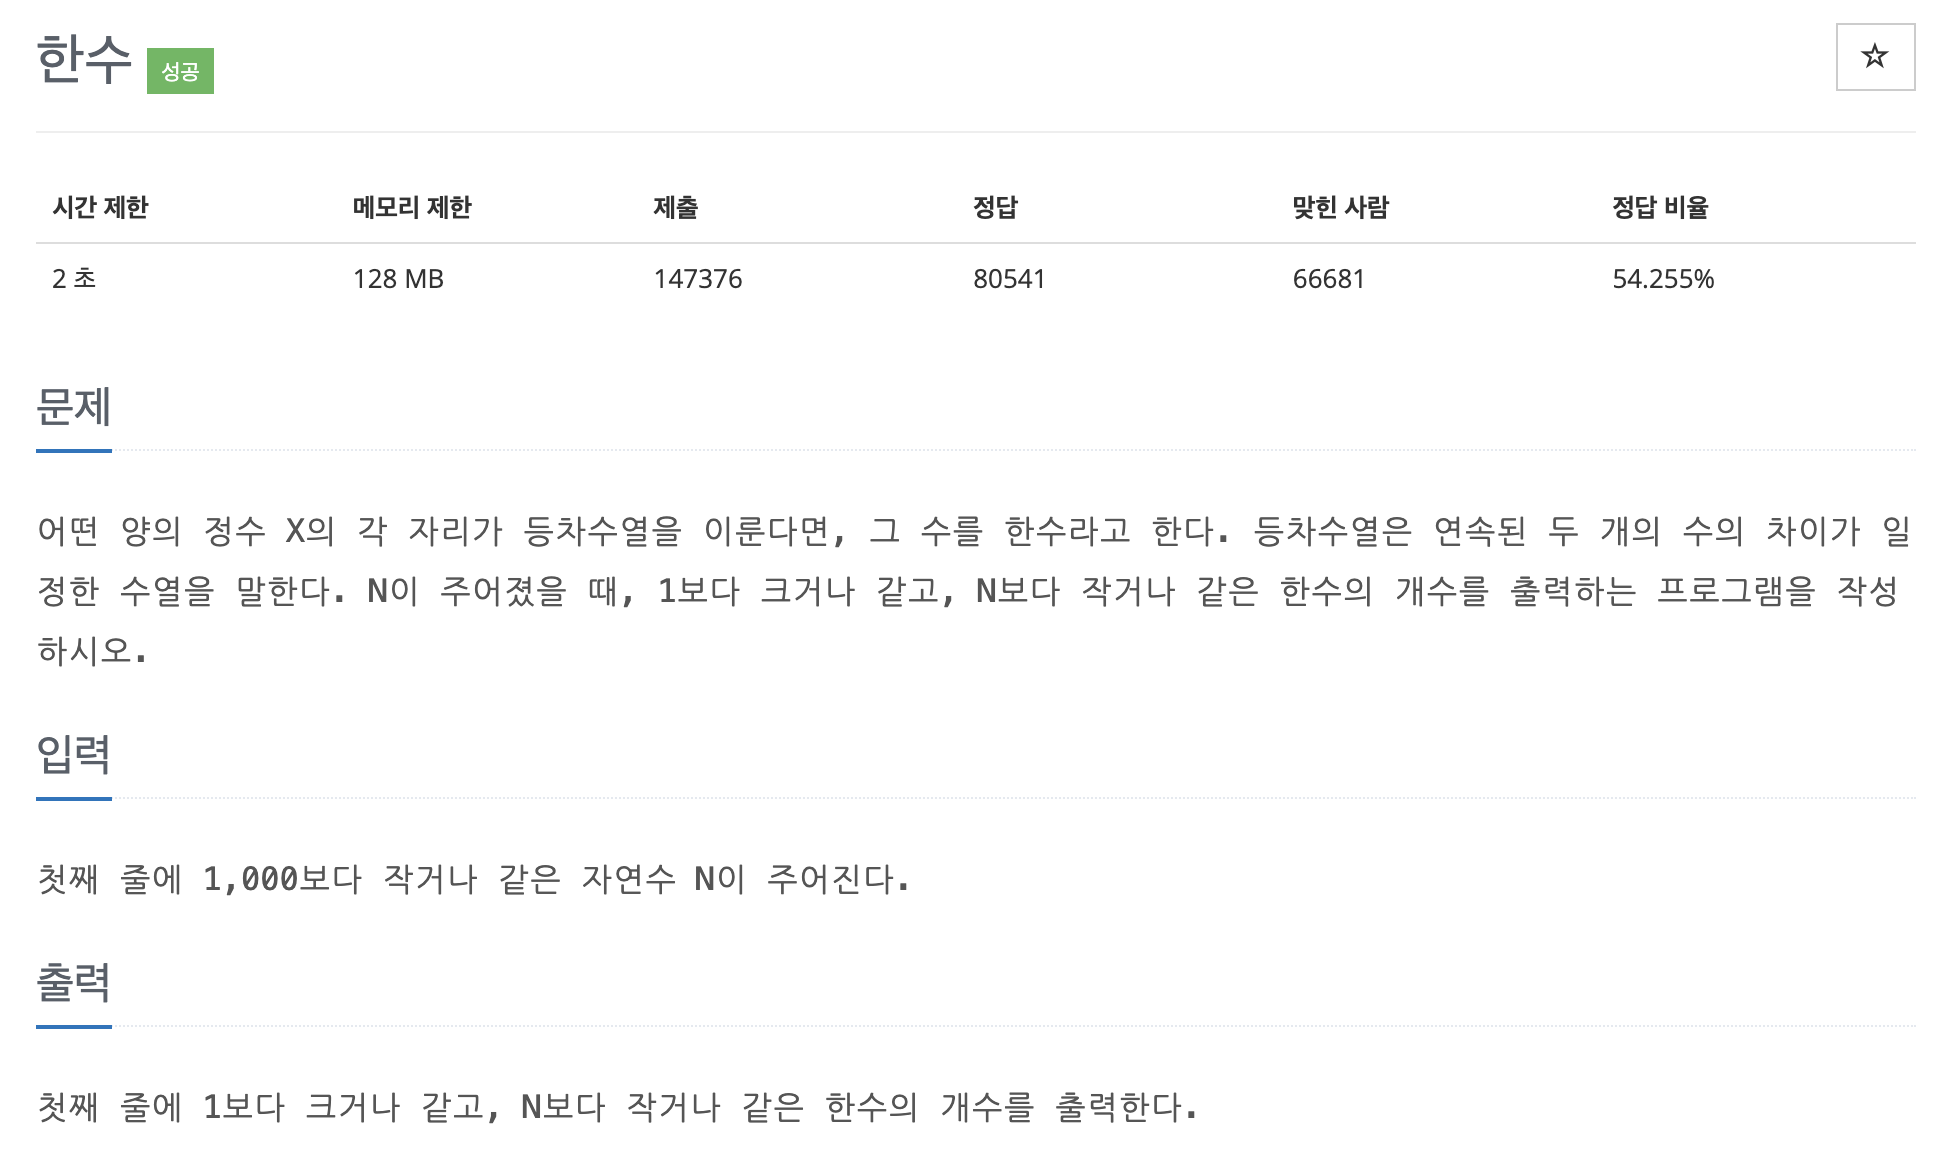 한수 성공
☆
시간 제한 메모리 제한 제출 정답 맞힌 사람 정답 비율
2 초 128 MB 147376 80541 66681 54.255%
문제
어떤 양의 정수 X의 각 자리가 등차수열을 이룬다면, 그 수를 한수라고 한다. 등차수열은 연속된 두 개의 수의 차이가 일
정한 수열을 말한다. N이 주어졌을 때, 1보다 크거나 같고, N보다 작거나 같은 한수의 개수를 출력하는 프로그램을 작성
하시오.
입력
첫째 줄에 1,000보다 작거나 같은 자연수 N이 주어진다.
출력
첫째 줄에 1보다 크거나 같고, N보다 작거나 같은 한수의 개수를 출력한다.